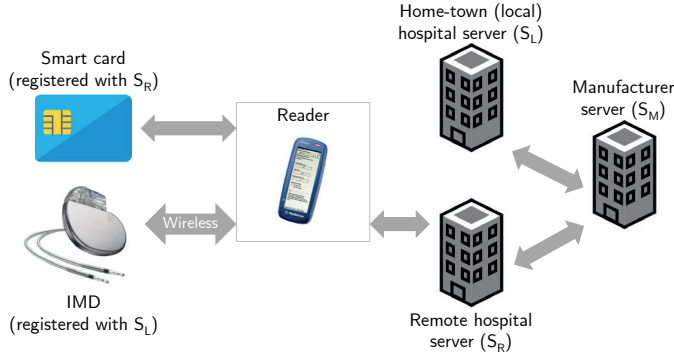 Home-town (local)
hospital server (S_L)
Smart card
(registered with S_R)
Manufacturer
server (S_M)
Reader
Wireless
IMD
(registered with S_L)
Remote hospital
server (S_R)